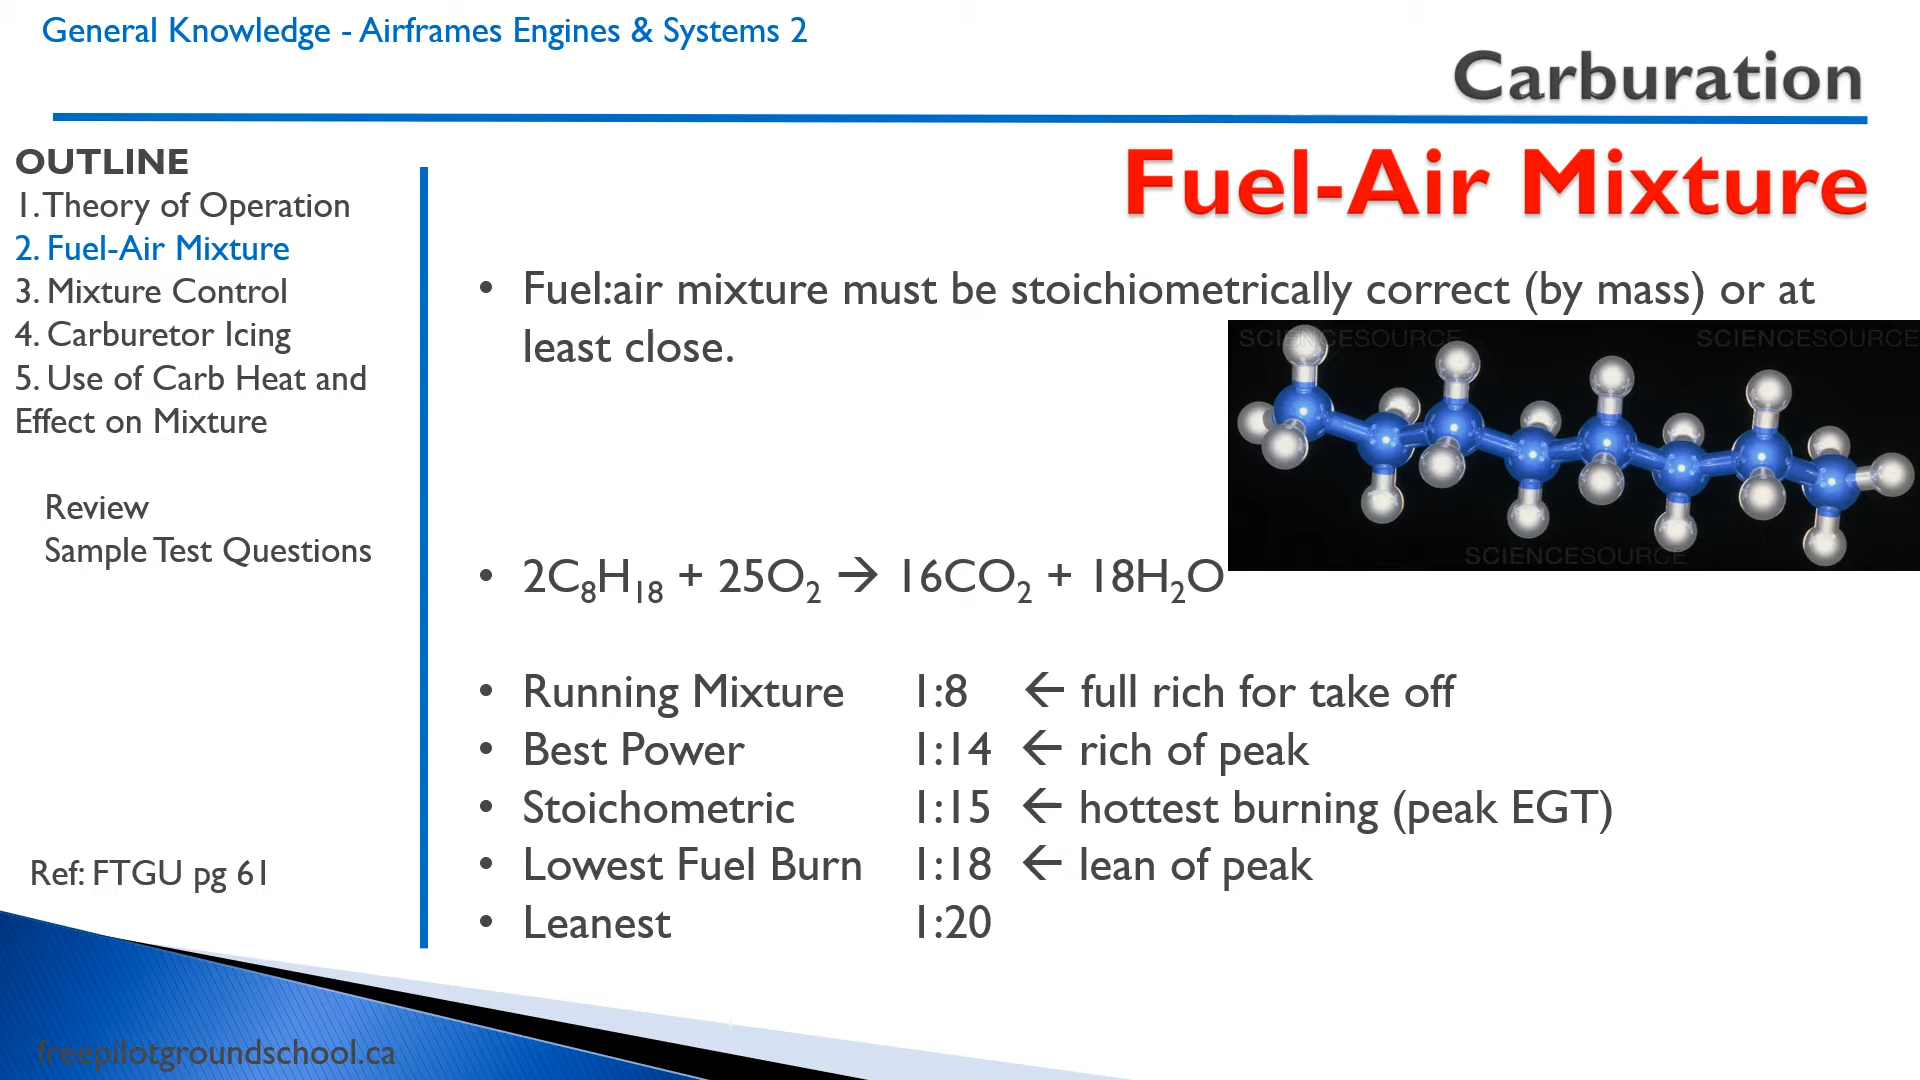 General Knowledge - Airframes Engines & Systems 2
Carburation
OUTLINE
1. Theory of Operation
2. Fuel-Air Mixture
3. Mixture Control
4. Carburetor Icing
5. Use of Carb Heat and
Effect on Mixture
Review
Sample Test Questions
Ref: FTGU pg 61
freepilotgroundschool.ca
Fuel-Air Mixture
• Fuel:air mixture must be stoichiometrically correct (by mass) or at
least close.
SCIENCESOURCE SCIENCESOURCE
SCIENCESOURCE
• 2C₈H₁₈ + 25O₂ → 16CO₂ + 18H₂O
• Running Mixture 1:8 ← full rich for take off
• Best Power 1:14 ← rich of peak
• Stoichometric 1:15 ← hottest burning (peak EGT)
• Lowest Fuel Burn 1:18 ← lean of peak
• Leanest 1:20